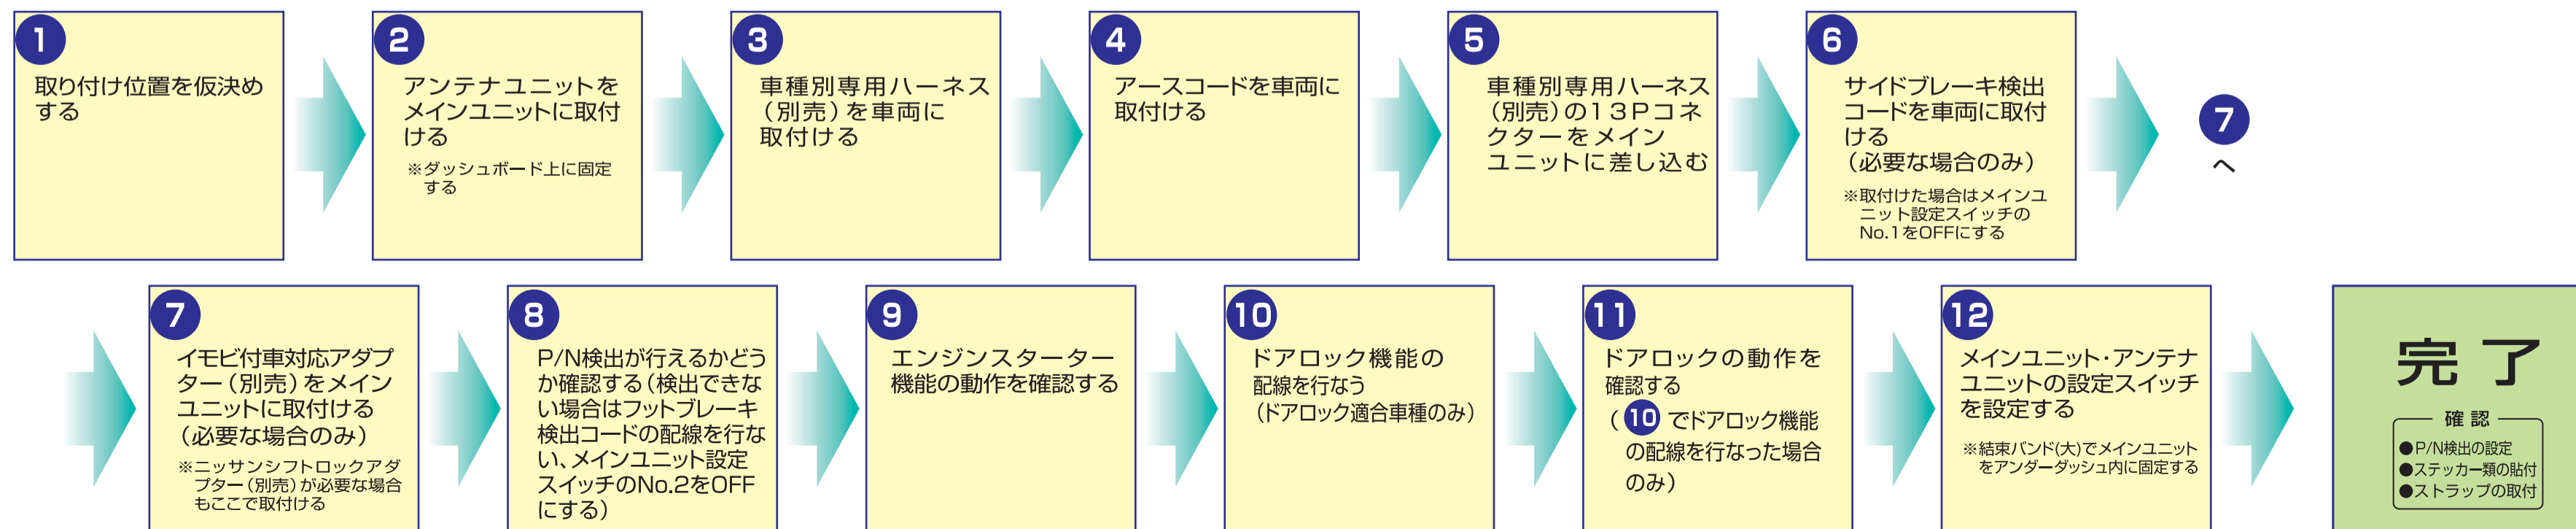 1
取り付け位置を仮決め
する
2
アンテナユニットを
メインユニットに取付
ける
※ダッシュボード上に固定
する
3
車種別専用ハーネス
（別売）を車両に
取付ける
4
アースコードを車両に
取付ける
5
車種別専用ハーネス
（別売）の13Pコネ
クターをメイン
ユニットに差し込む
6
サイドブレーキ検出
コードを車両に取付
ける
（必要な場合のみ）
※取付けた場合はメインユ
ニット設定スイッチの
No.1をOFFにする
7
へ
7
イモビ付車対応アダプ
ター（別売）をメイン
ユニットに取付ける
（必要な場合のみ）
※ニッサンシフトロックアダ
プター（別売）が必要な場合
もここで取付ける
8
P/N検出が行えるかどう
か確認する（検出できな
い場合はフットブレーキ
検出コードの配線を行な
い、メインユニット設定
スイッチのNo.2をOFF
にする）
9
エンジンスターター
機能の動作を確認する
10
ドアロック機能の
配線を行なう
（ドアロック適合車種のみ）
11
ドアロックの動作を
確認する
（10でドアロック機能
の配線を行なった場合
のみ）
12
メインユニット・アンテナ
ユニットの設定スイッチ
を設定する
※結束バンド(大)でメインユニット
をアンダーダッシュ内に固定する
完了
確認
●P/N検出の設定
●ステッカー類の貼付
●ストラップの取付